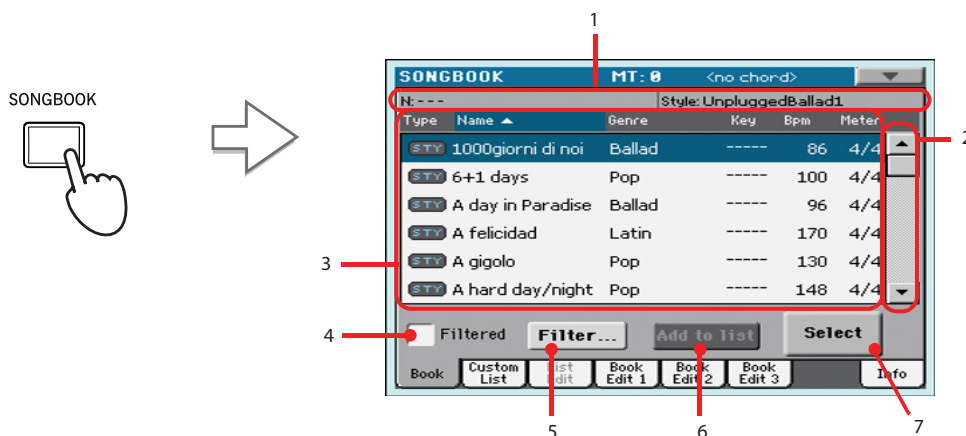 1
SONGBOOK
SONGBOOK MT: 0 <no chord>
N: --- Style: UnpluggedBallad1
Type Name Genre Key Bpm Meter
2
STY 1000giorni di noi Ballad ----- 86 4/4
STY 6+1 days Pop ----- 100 4/4
STY A day in Paradise Ballad ----- 96 4/4
STY A felicidad Latin ----- 170 4/4
3
STY A gigolo Pop ----- 130 4/4
STY A hard day/night Pop ----- 148 4/4
4
Filtered Filter... Add to list Select
Book Custom List List Edit Book Edit 1 Book Edit 2 Book Edit 3 Info
5 6 7